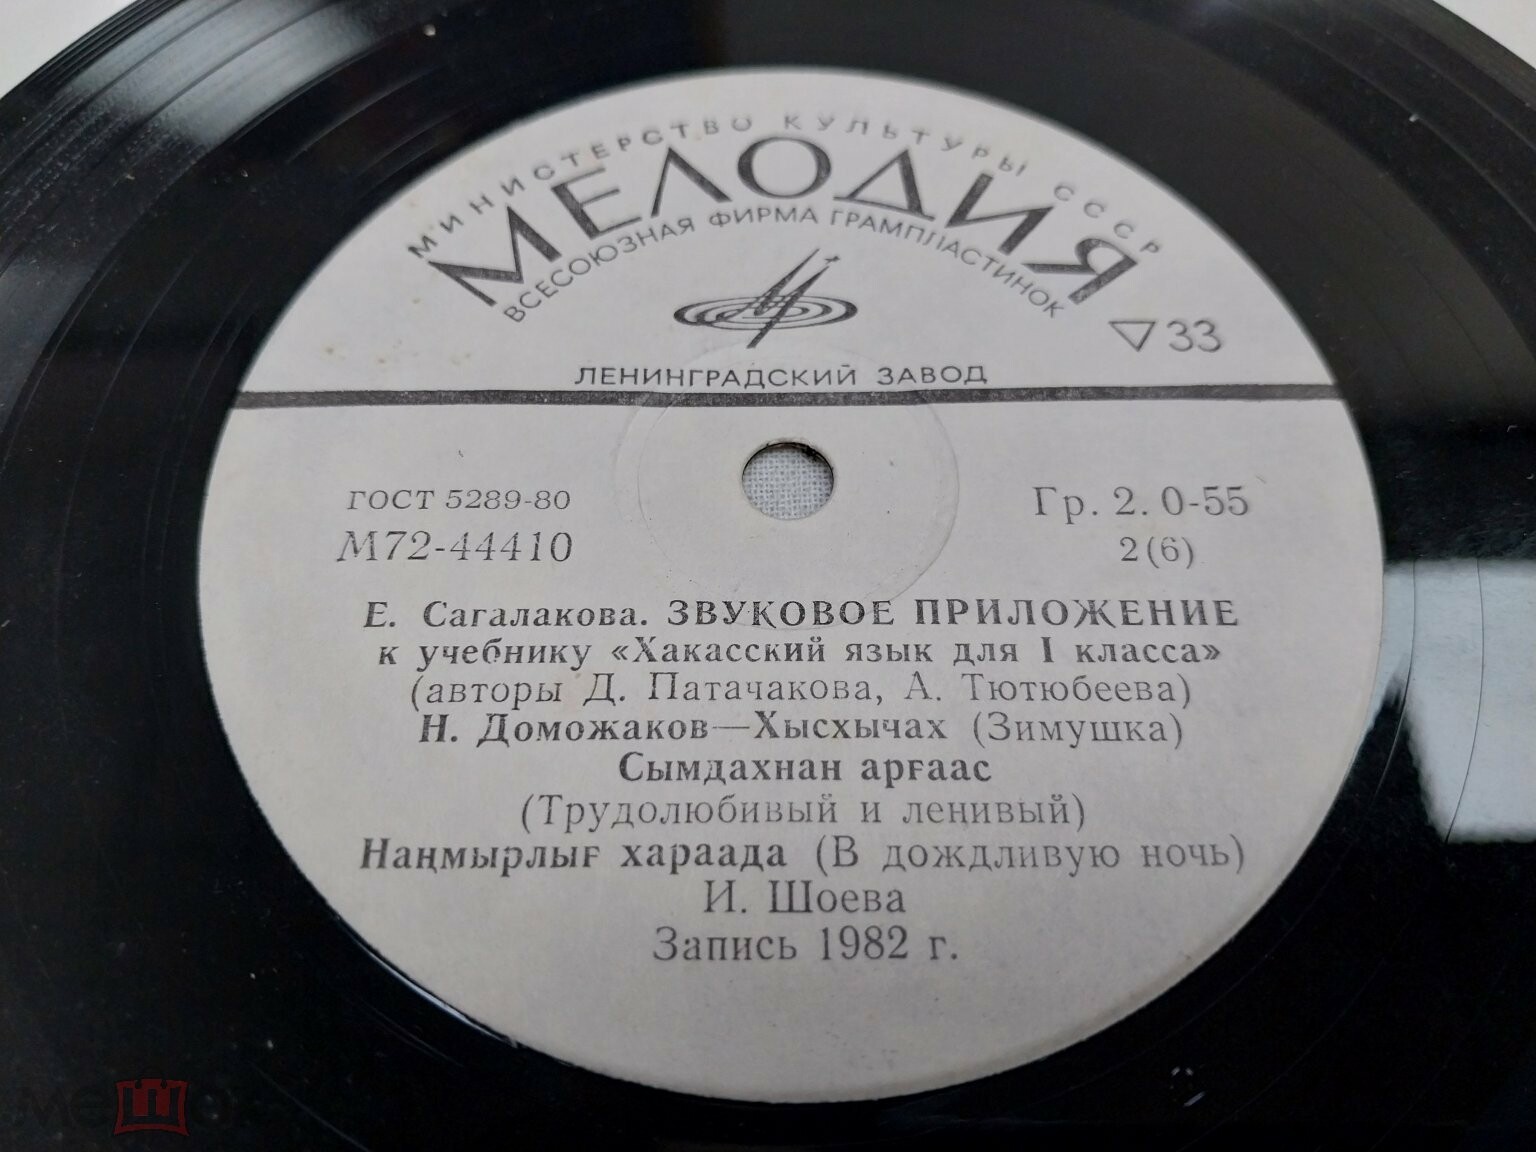 МИНИСТЕРСТВО КУЛЬТУРЫ СССР
МЕЛОДИЯ
ВСЕСОЮЗНАЯ ФИРМА ГРАМПЛАСТИНОК
33
ЛЕНИНГРАДСКИЙ ЗАВОД
ГОСТ 5289-80
Гр. 2. 0-55
М72-44410
2(6)
Е. Сагалакова. ЗВУКОВОЕ ПРИЛОЖЕНИЕ
к учебнику «Хакасский язык для I класса»
(авторы Д. Патачакова, А. Тютюбеева)
Н. Доможаков—Хысхычах (Зимушка)
Сымдахнан арғаас
(Трудолюбивый и ленивый)
Наңмырлығ хараада (В дождливую ночь)
И. Шоева
Запись 1982 г.
мешок